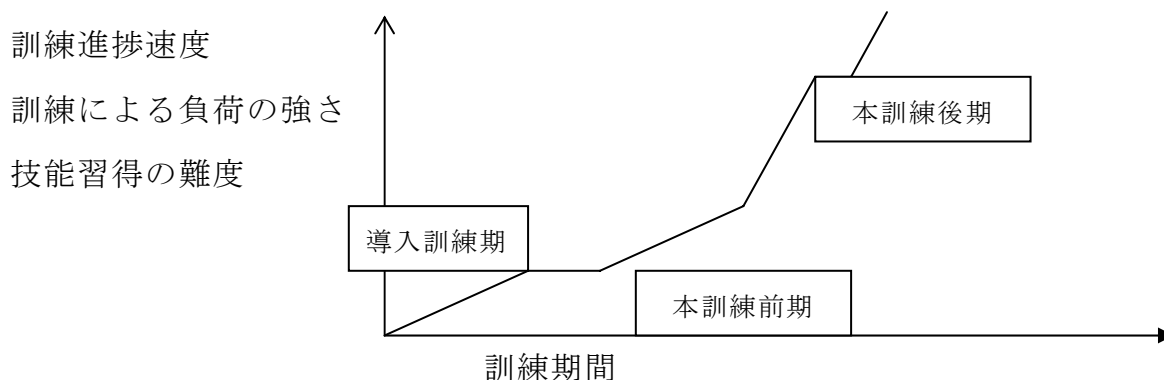 訓練進捗速度
訓練による負荷の強さ
技能習得の難度
本訓練後期
導入訓練期
本訓練前期
訓練期間